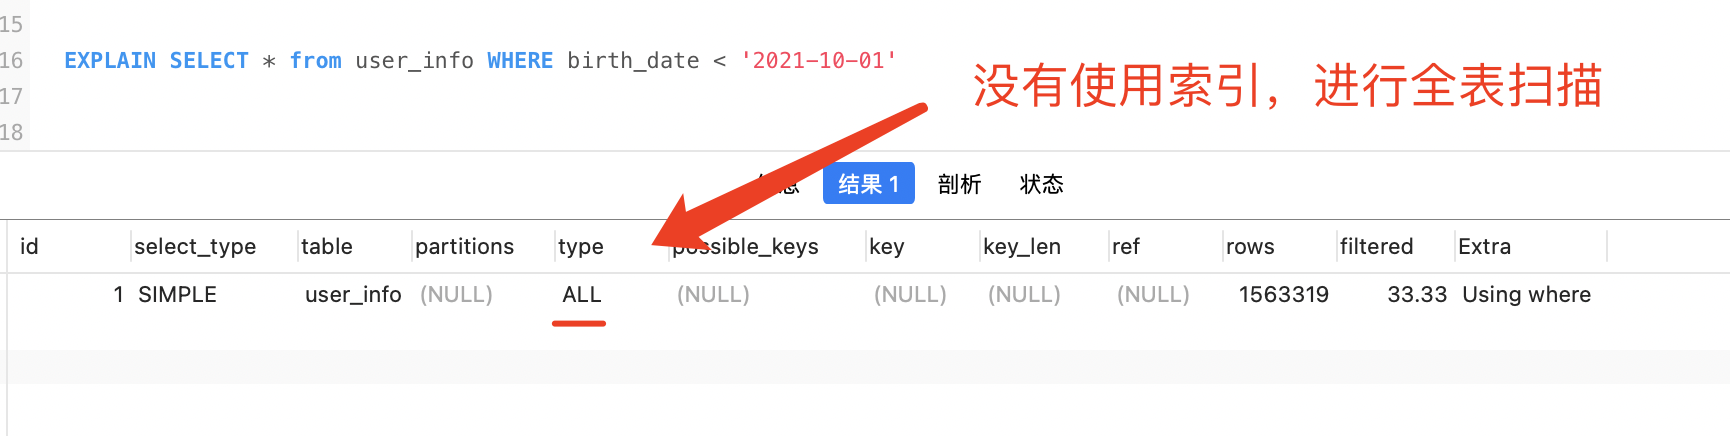 15
16 EXPLAIN SELECT * from user_info WHERE birth_date < '2021-10-01'
没有使用索引，进行全表扫描
17
18
结果 1 剖析 状态
id select_type table partitions type possible_keys key key_len ref rows filtered Extra
1 SIMPLE user_info (NULL) ALL (NULL) (NULL) (NULL) (NULL) 1563319 33.33 Using where